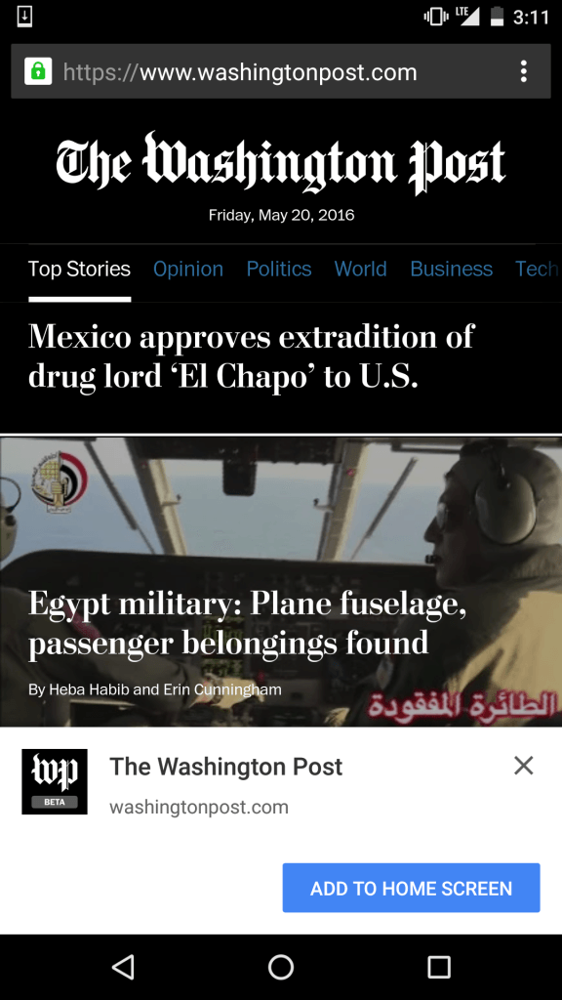 LTE 3:11
https://www.washingtonpost.com
The Washington Post
Friday, May 20, 2016
Top Stories Opinion Politics World Business Tech
Mexico approves extradition of
drug lord ‘El Chapo’ to U.S.
Egypt military: Plane fuselage,
passenger belongings found
By Heba Habib and Erin Cunningham
الطائرة المفقودة
wp
BETA
The Washington Post
washingtonpost.com
ADD TO HOME SCREEN